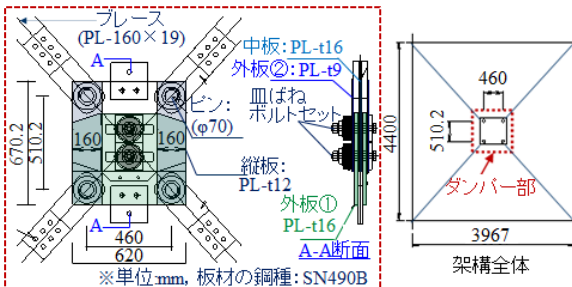 ブレース
(PL-160×19)
A
中板:PL-t16
外板②:PL-t9
ピン:
(φ70)
皿ばね
ボルトセット
670.2
510.2
160
160
縦板:
PL-t12
外板①
PL-t16
A
A-A断面
460
620
※単位:mm, 板材の鋼種:SN490B
4400
460
510.2
ダンパー部
3967
架構全体